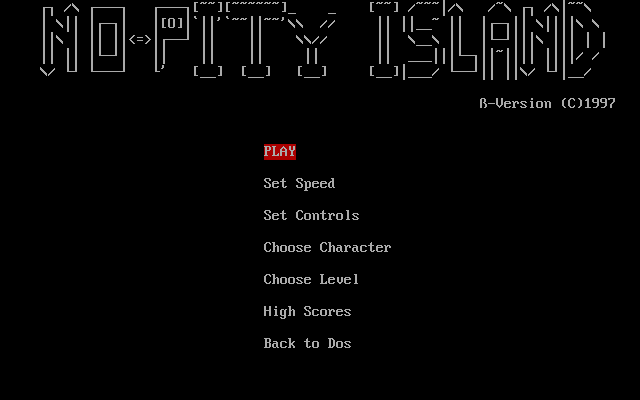 NO-PITY ISLAND
ß-Version (C)1997
PLAY
Set Speed
Set Controls
Choose Character
Choose Level
High Scores
Back to Dos